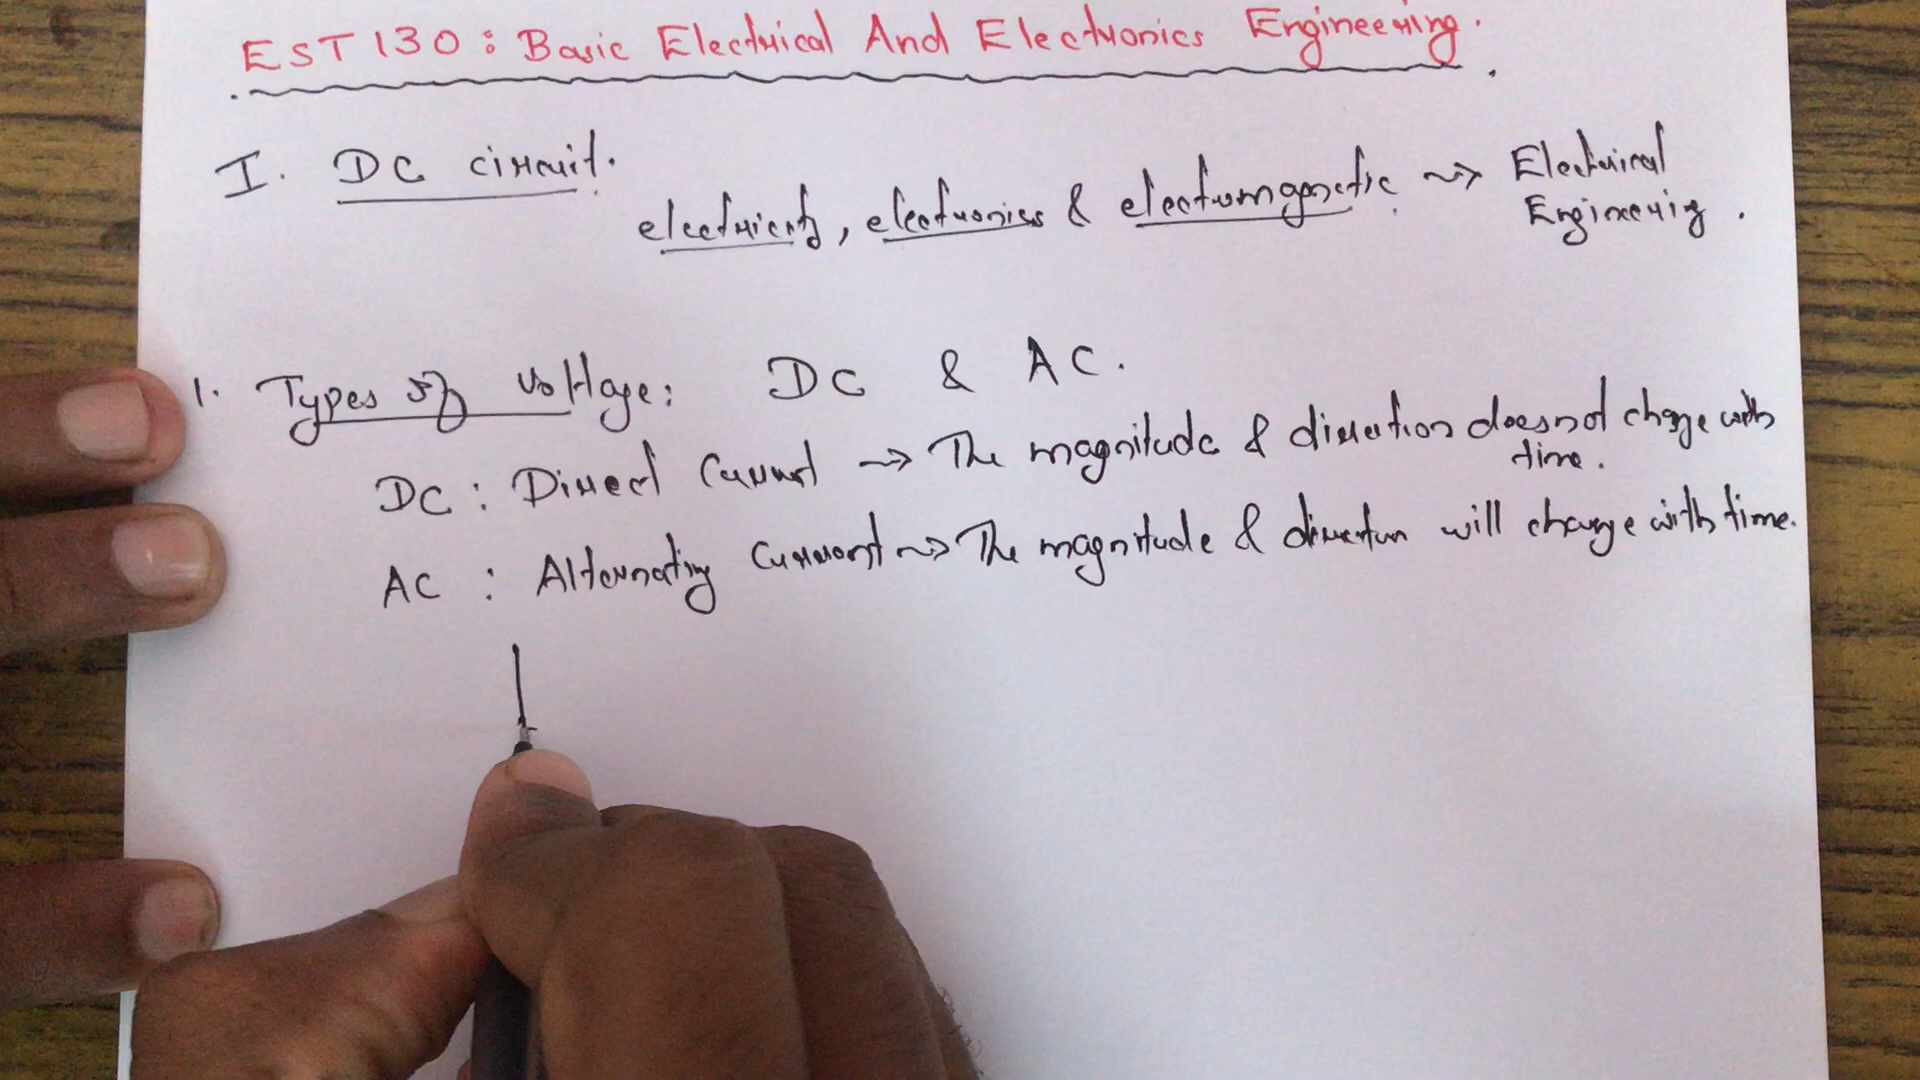 EST 130 : Basic Electrical And Electronics Engineering.
I. DC circuit.
electricity, electronics & electromagnetic ⇝ Electrical
Engineering.
1. Types of voltage: DC & AC.
DC : Direct Current ⇝ The magnitude & direction does not change with
time.
AC : Alternating Current ⇝ The magnitude & direction will change with time.